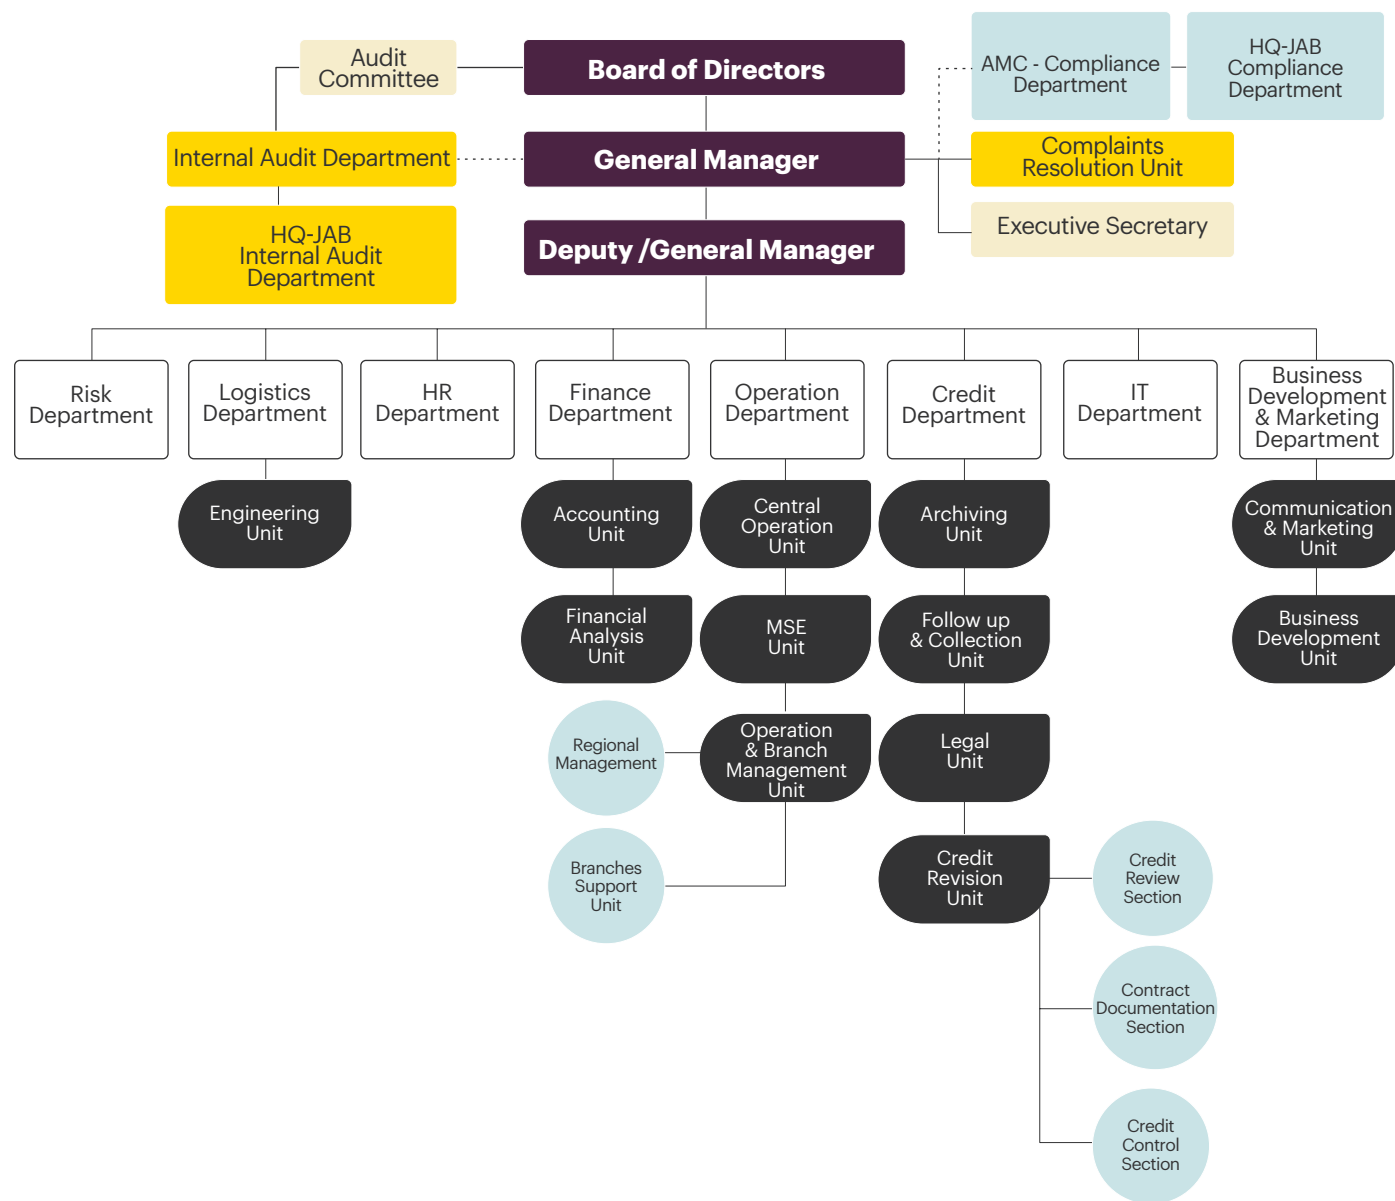 Audit
Committee
Board of Directors
AMC - Compliance
Department
HQ-JAB
Compliance
Department
Internal Audit Department
General Manager
Complaints
Resolution Unit
HQ-JAB
Internal Audit
Department
Deputy /General Manager
Executive Secretary
Risk
Department
Logistics
Department
HR
Department
Finance
Department
Operation
Department
Credit
Department
IT
Department
Business
Development
& Marketing
Department
Engineering
Unit
Accounting
Unit
Central
Operation
Unit
Archiving
Unit
Communication
& Marketing
Unit
Financial
Analysis
Unit
MSE
Unit
Follow up
& Collection
Unit
Business
Development
Unit
Regional
Management
Operation
& Branch
Management
Unit
Legal
Unit
Branches
Support
Unit
Credit
Revision
Unit
Credit
Review
Section
Contract
Documentation
Section
Credit
Control
Section